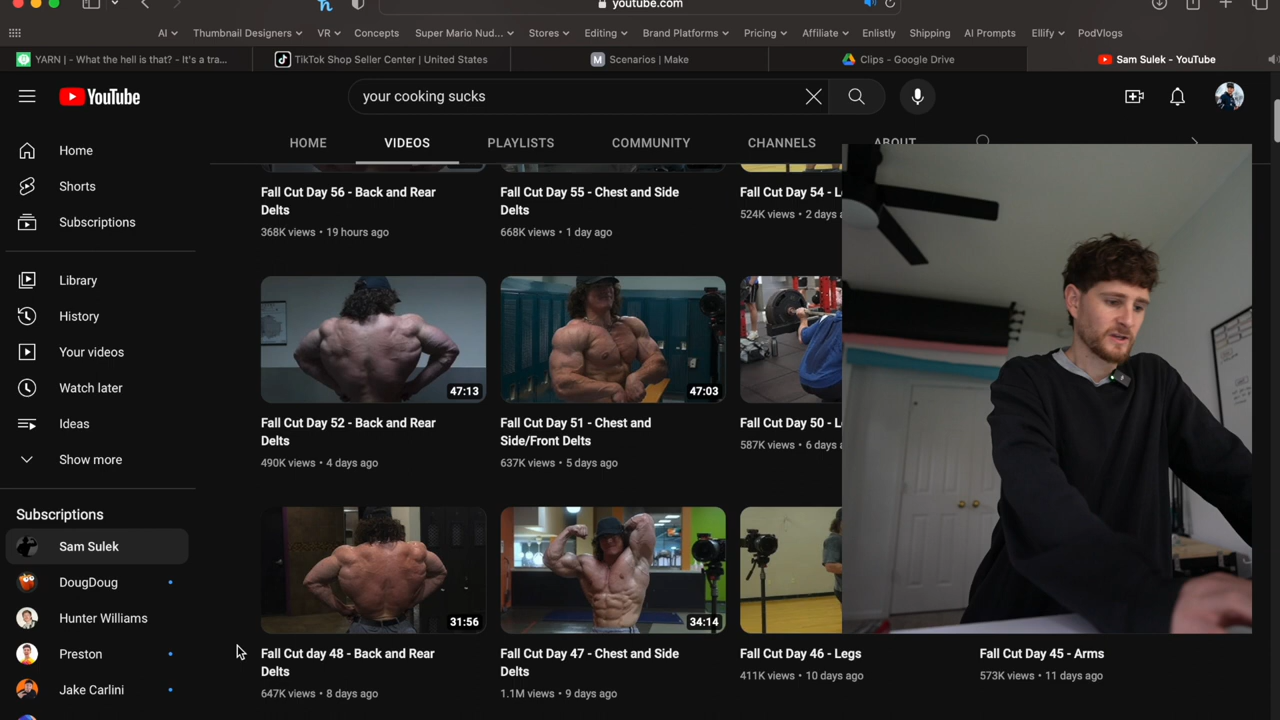 youtube.com
AI
Thumbnail Designers
VR
Concepts
Super Mario Nud...
Stores
Editing
Brand Platforms
Pricing
Affiliate
Enlistly
Shipping
AI Prompts
Ellify
PodVlogs
YARN | - What the hell is that? - It's a tra...
TikTok Shop Seller Center | United States
M Scenarios | Make
Clips - Google Drive
Sam Sulek - YouTube
YouTube
your cooking sucks
HOME
VIDEOS
PLAYLISTS
COMMUNITY
CHANNELS
ABOUT
Home
Shorts
Subscriptions
Library
History
Your videos
Watch later
Ideas
Show more
Subscriptions
Sam Sulek
DougDoug
Hunter Williams
Preston
Jake Carlini
Fall Cut Day 56 - Back and Rear
Delts
368K views • 19 hours ago
Fall Cut Day 55 - Chest and Side
Delts
668K views • 1 day ago
Fall Cut Day 54 - L
524K views • 2 days a
47:13
Fall Cut Day 52 - Back and Rear
Delts
490K views • 4 days ago
47:03
Fall Cut Day 51 - Chest and
Side/Front Delts
637K views • 5 days ago
Fall Cut Day 50 - L
587K views • 6 days a
31:56
Fall Cut day 48 - Back and Rear
Delts
647K views • 8 days ago
34:14
Fall Cut Day 47 - Chest and Side
Delts
1.1M views • 9 days ago
Fall Cut Day 46 - Legs
411K views • 10 days ago
Fall Cut Day 45 - Arms
573K views • 11 days ago